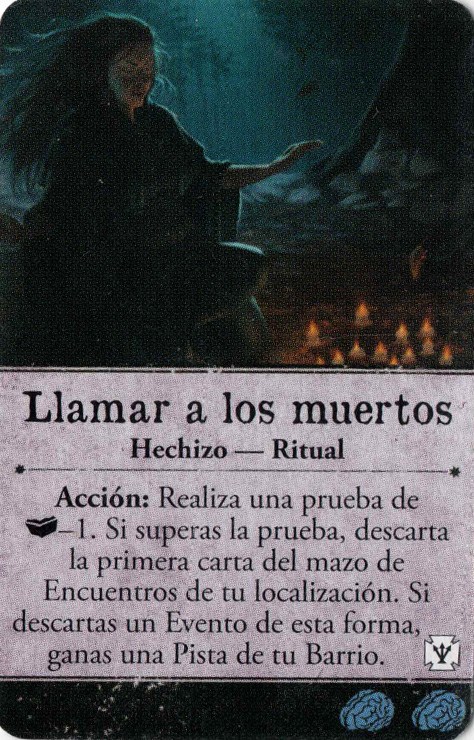 Llamar a los muertos
Hechizo — Ritual
Acción: Realiza una prueba de
–1. Si superas la prueba, descarta
la primera carta del mazo de
Encuentros de tu localización. Si
descartas un Evento de esta forma,
ganas una Pista de tu Barrio.